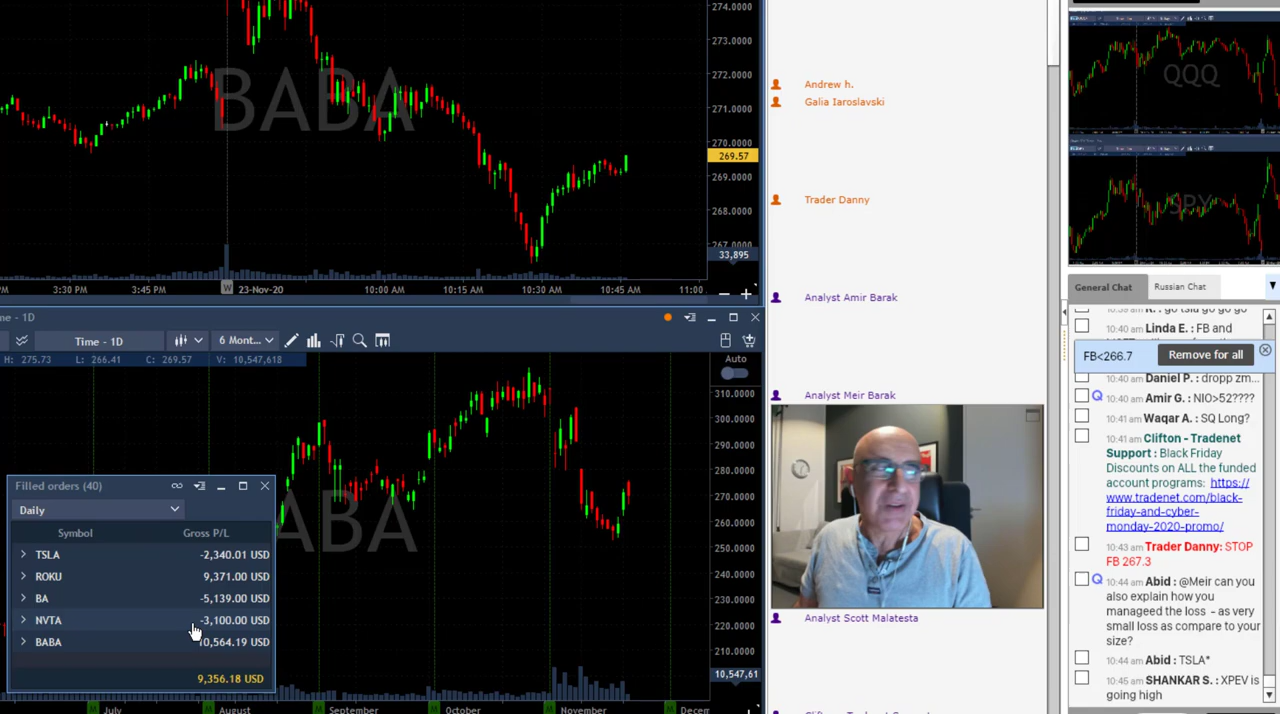 274.0000
273.0000
272.0000
271.0000
270.0000
269.57
269.0000
268.0000
267.0000
33,895
BABA
PM
3:30 PM
3:45 PM
W
23-Nov-20
10:00 AM
10:15 AM
10:30 AM
10:45 AM
11:00
me - 1D
Time - 1D
6 Mont...
H: 275.73
L: 266.41
C: 269.57
V: 10,547,618
Auto
310.0000
300.0000
290.0000
280.0000
270.0000
260.0000
250.0000
240.0000
230.0000
220.0000
210.0000
10,547,61
ABA
Filled orders (40)
Daily
Symbol
Gross P/L
TSLA
-2,340.01 USD
ROKU
9,371.00 USD
BA
-5,139.00 USD
NVTA
-3,100.00 USD
BABA
10,564.19 USD
9,356.18 USD
M
July
M
August
M
September
M
October
M
November
M
Decem
Andrew h.
Galia Iaroslavski
Trader Danny
Analyst Amir Barak
Analyst Meir Barak
Analyst Scott Malatesta
QQQ
SPY
General Chat
Russian Chat
10:40 am Linda E. : FB and
FB<266.7
Remove for all
10:40 am Daniel P. : dropp zm...
Q 10:40 am Amir G. : NIO>52????
10:41 am Waqar A. : SQ Long?
10:41 am Clifton - Tradenet
Support : Black Friday
Discounts on ALL the funded
account programs: https://
www.tradenet.com/black-
friday-and-cyber-
monday-2020-promo/
10:43 am Trader Danny: STOP
FB 267.3
Q 10:44 am Abid : @Meir can you
also explain how you
manageed the loss - as very
small loss as compare to your
size?
10:44 am Abid : TSLA*
10:45 am SHANKAR S. : XPEV is
going high